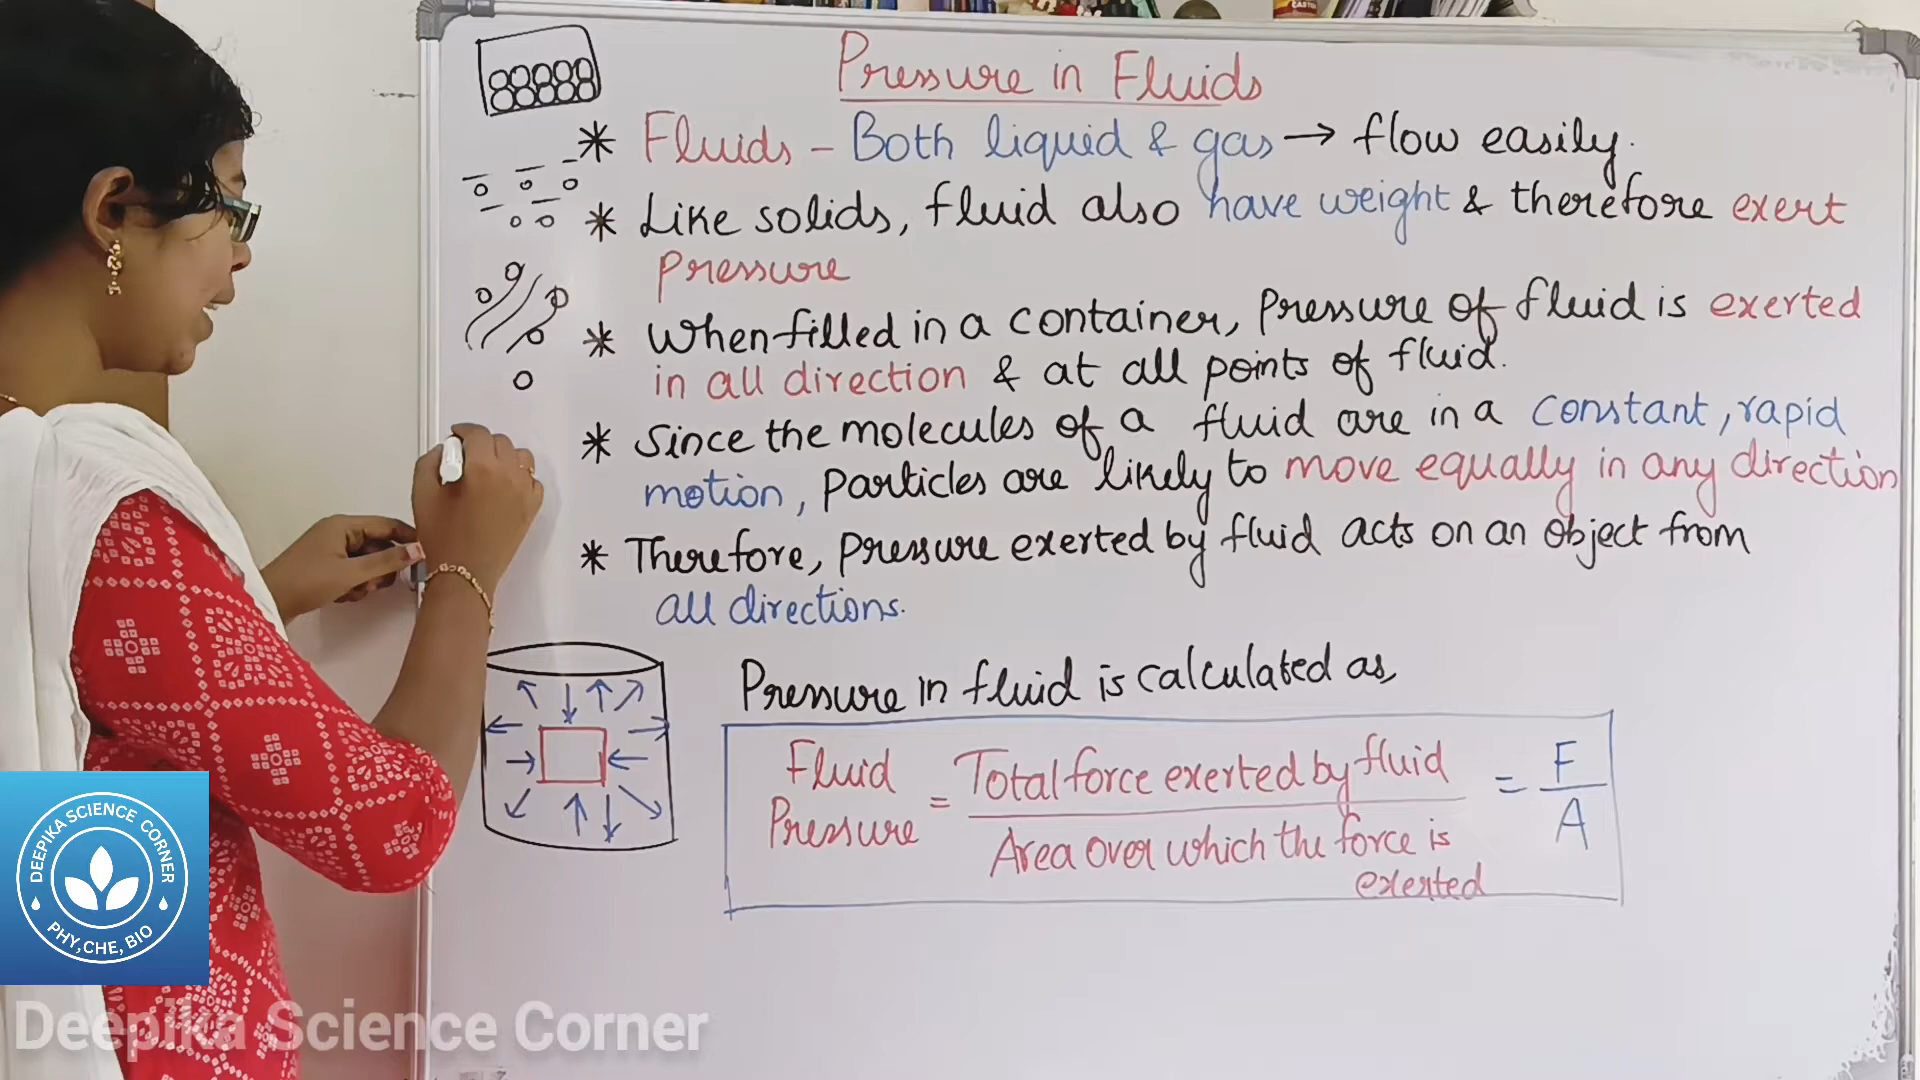 Pressure in Fluids
* Fluids - Both liquid & gas → flow easily.
* Like solids, fluid also have weight & therefore exert
pressure
* When filled in a container, pressure of fluid is exerted
in all direction & at all points of fluid.
* Since the molecules of a fluid are in a constant, rapid
motion, particles are likely to move equally in any direction
* Therefore, pressure exerted by fluid acts on an object from
all directions.
Pressure in fluid is calculated as,
Fluid Pressure = Total force exerted by fluid / Area over which the force is exerted = F / A
DEEPIKA SCIENCE CORNER
PHY,CHE, BIO
Deepika Science Corner